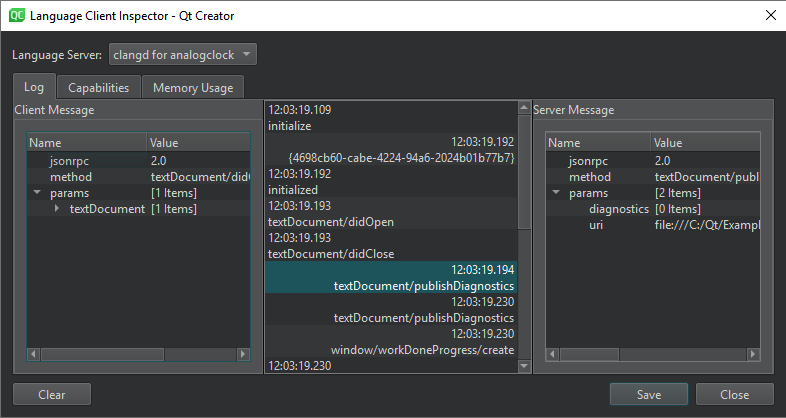 QC Language Client Inspector - Qt Creator
Language Server: clangd for analogclock
Log Capabilities Memory Usage
Client Message
Name Value
jsonrpc 2.0
method textDocument/did
params [1 Items]
textDocument [1 Items]
12:03:19.109
initialize
12:03:19.192
{4698cb60-cabe-4224-94a6-2024b01b77b7}
12:03:19.192
initialized
12:03:19.193
textDocument/didOpen
12:03:19.193
textDocument/didClose
12:03:19.194
textDocument/publishDiagnostics
12:03:19.230
textDocument/publishDiagnostics
12:03:19.230
window/workDoneProgress/create
12:03:19.230
Server Message
Name Value
jsonrpc 2.0
method textDocument/publ
params [2 Items]
diagnostics [0 Items]
uri file:///C:/Qt/Exampl
Clear Save Close